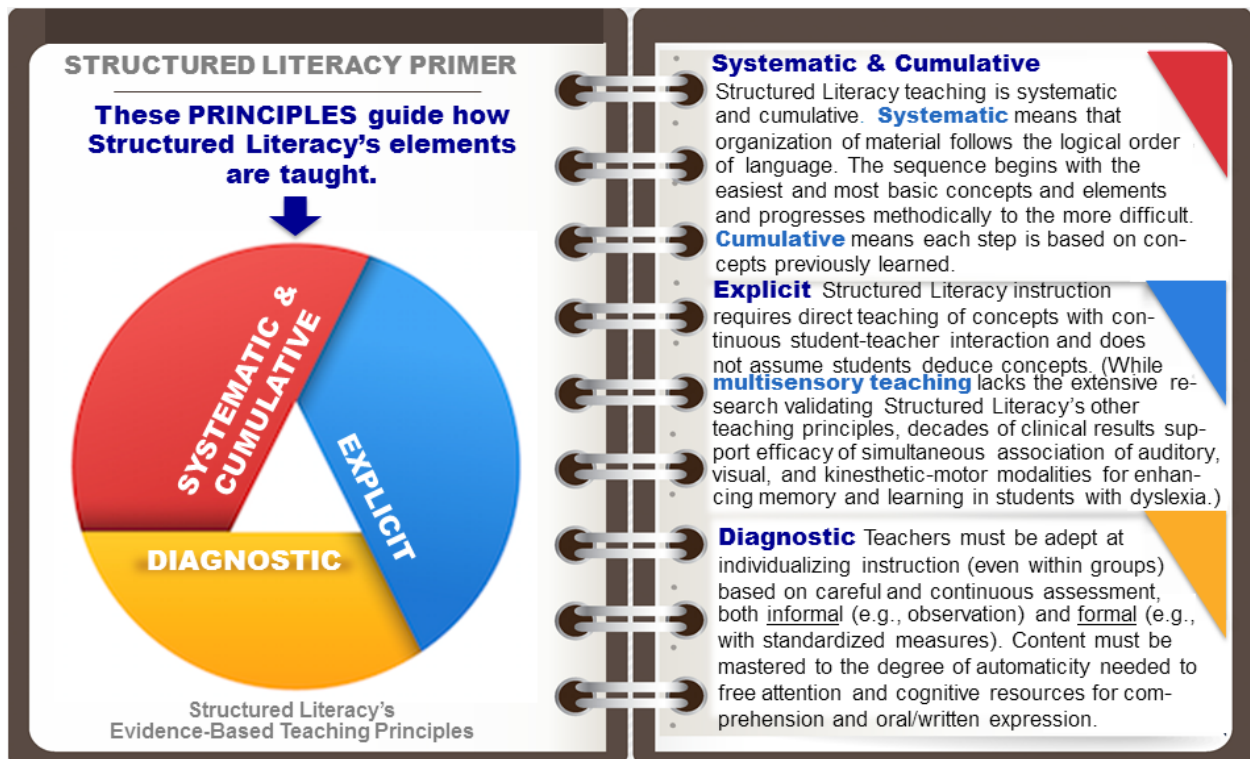 STRUCTURED LITERACY PRIMER
These PRINCIPLES guide how
Structured Literacy's elements
are taught.
SYSTEMATIC &
CUMULATIVE
EXPLICIT
DIAGNOSTIC
Structured Literacy's
Evidence-Based Teaching Principles
Systematic & Cumulative
Structured Literacy teaching is systematic
and cumulative. Systematic means that
organization of material follows the logical order
of language. The sequence begins with the
easiest and most basic concepts and elements
and progresses methodically to the more difficult.
Cumulative means each step is based on con-
cepts previously learned.
Explicit Structured Literacy instruction
requires direct teaching of concepts with con-
tinuous student-teacher interaction and does
not assume students deduce concepts. (While
multisensory teaching lacks the extensive re-
search validating Structured Literacy's other
teaching principles, decades of clinical results sup-
port efficacy of simultaneous association of auditory,
visual, and kinesthetic-motor modalities for enhan-
cing memory and learning in students with dyslexia.)
Diagnostic Teachers must be adept at
individualizing instruction (even within groups)
based on careful and continuous assessment,
both informal (e.g., observation) and formal (e.g.,
with standardized measures). Content must be
mastered to the degree of automaticity needed to
free attention and cognitive resources for com-
prehension and oral/written expression.